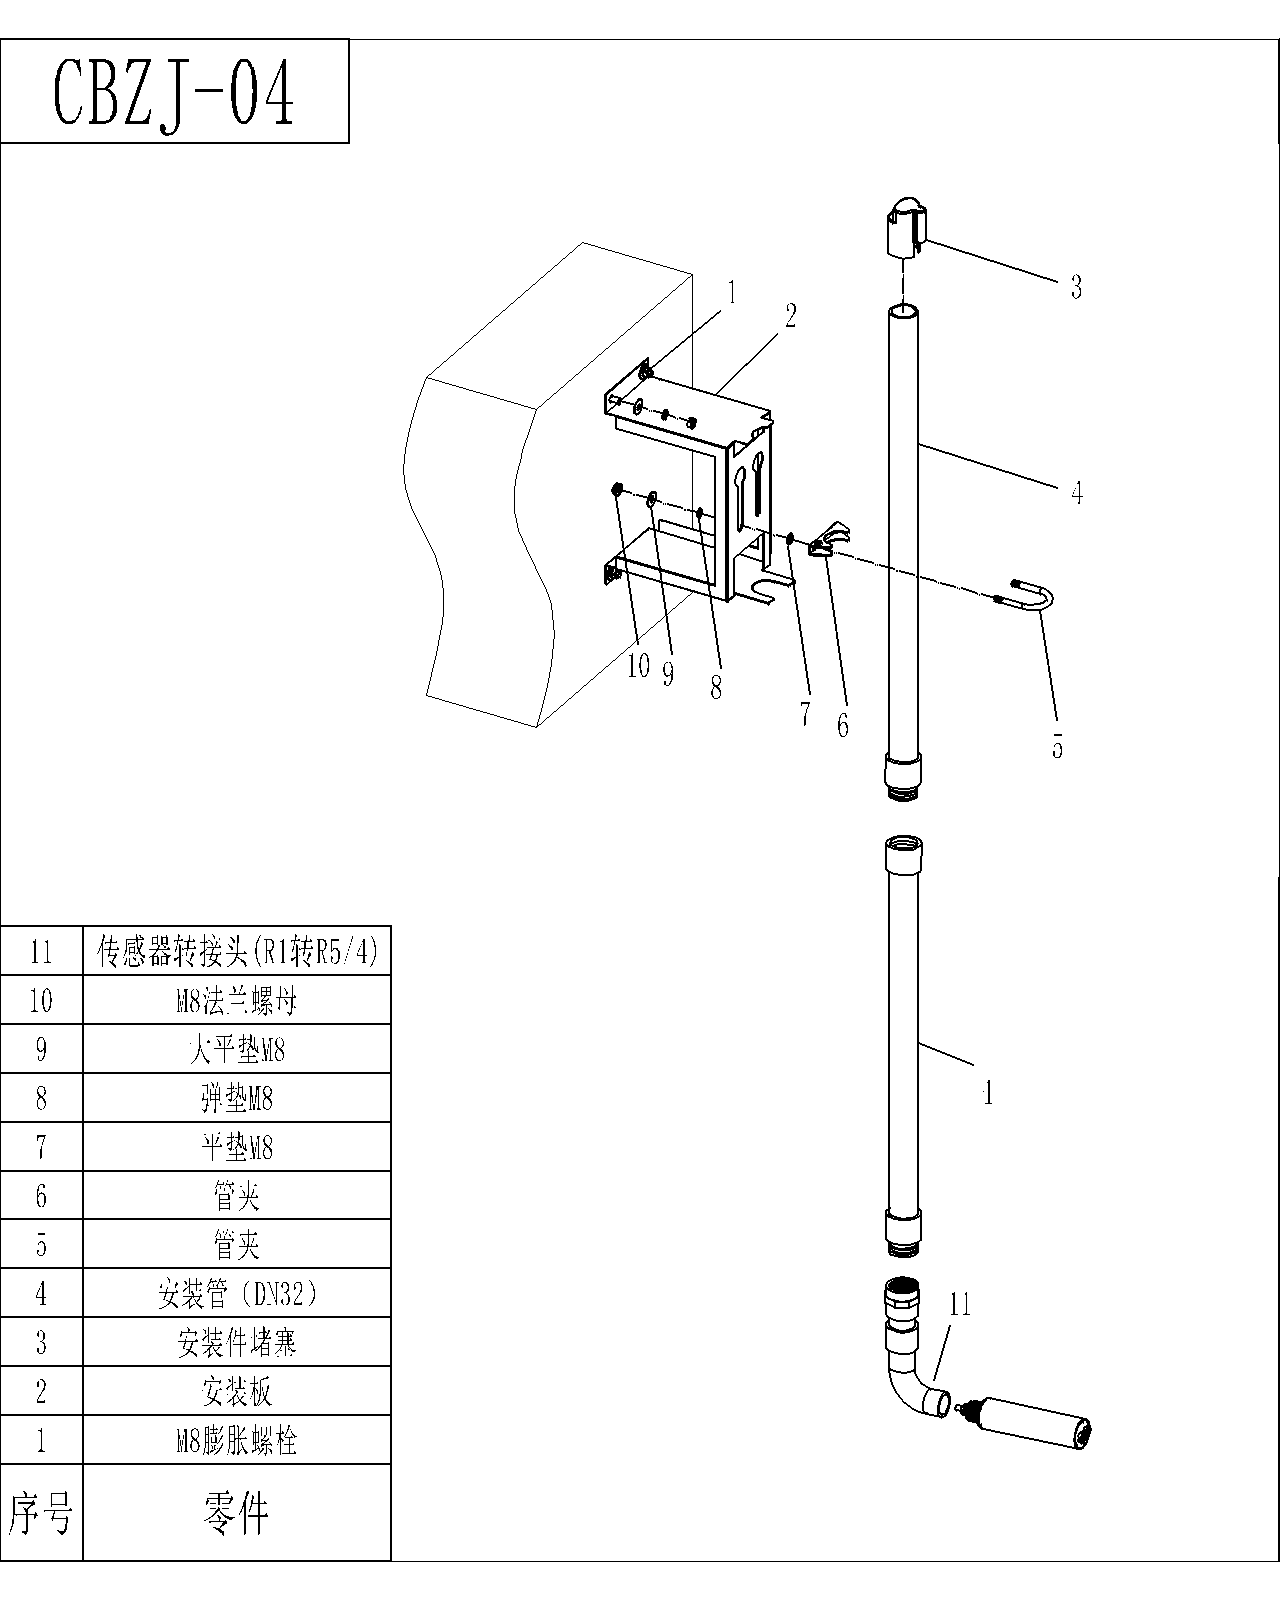 CBZJ-04
3
1
2
4
10
9
8
7
6
5
1
11
11 传感器转接头(R1转R5/4)
10 M8法兰螺母
9 大平垫M8
8 弹垫M8
7 平垫M8
6 管夹
5 管夹
4 安装管（DN32）
3 安装件堵塞
2 安装板
1 M8膨胀螺栓
序号 零件